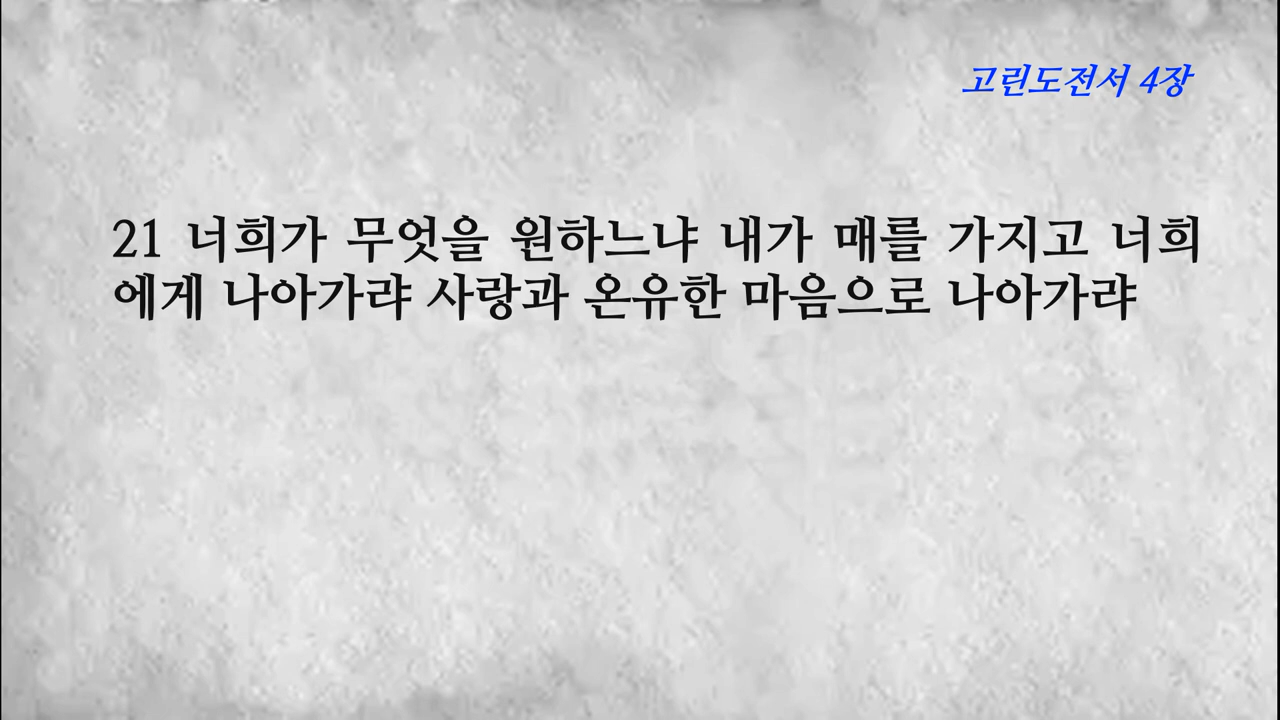 고린도전서 4장
21 너희가 무엇을 원하느냐 내가 매를 가지고 너희
에게 나아가랴 사랑과 온유한 마음으로 나아가랴